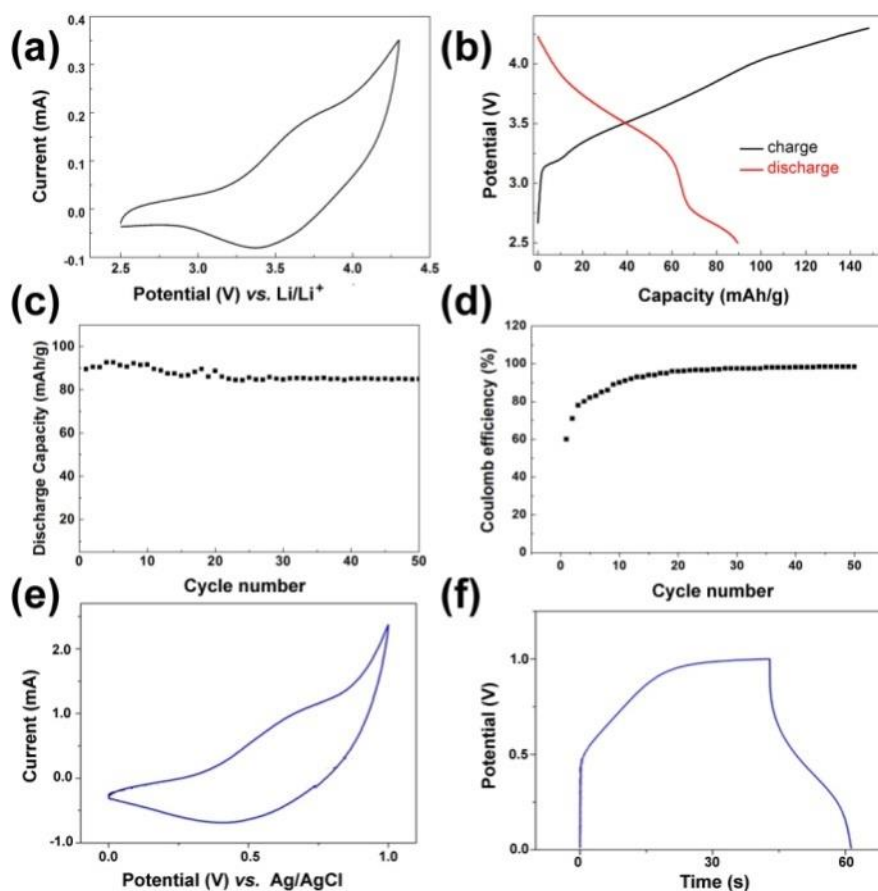 (a)
0.4
0.3
0.2
0.1
0.0
-0.1
Current (mA)
2.5 3.0 3.5 4.0 4.5
Potential (V) vs. Li/Li⁺
(b)
4.0
3.5
3.0
2.5
Potential (V)
charge
discharge
0 20 40 60 80 100 120 140
Capacity (mAh/g)
(c)
100
80
60
40
20
Discharge Capacity (mAh/g)
0 10 20 30 40 50
Cycle number
(d)
120
100
80
60
40
20
0
Coulomb efficiency (%)
0 10 20 30 40 50
Cycle number
(e)
2.0
1.0
0.0
-1.0
Current (mA)
0.0 0.5 1.0
Potential (V) vs. Ag/AgCl
(f)
1.0
0.5
0.0
Potential (V)
0 30 60
Time (s)